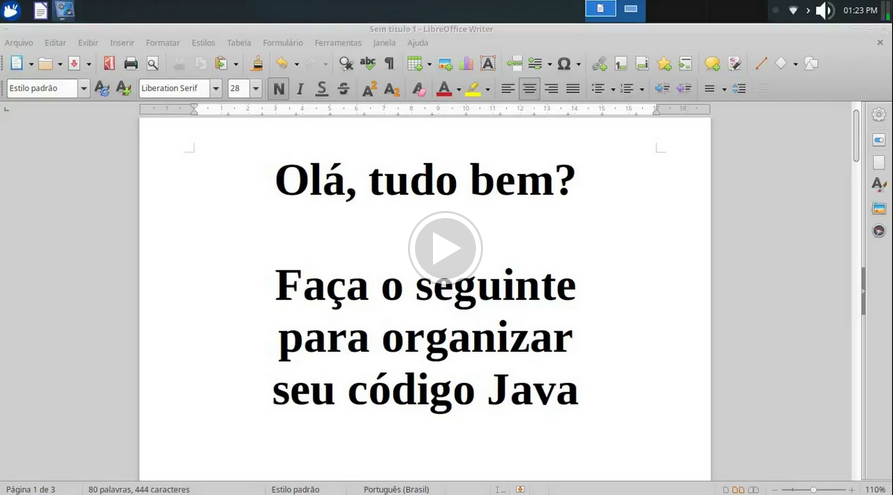 01:23 PM
Sem título 1 - LibreOffice Writer
Arquivo Editar Exibir Inserir Formatar Estilos Tabela Formulário Ferramentas Janela Ajuda
Estilo padrão Liberation Serif 28 N I S S A2 A2 A
Olá, tudo bem?
Faça o seguinte
para organizar
seu código Java
Página 1 de 3 80 palavras, 444 caracteres Estilo padrão Português (Brasil) 110%